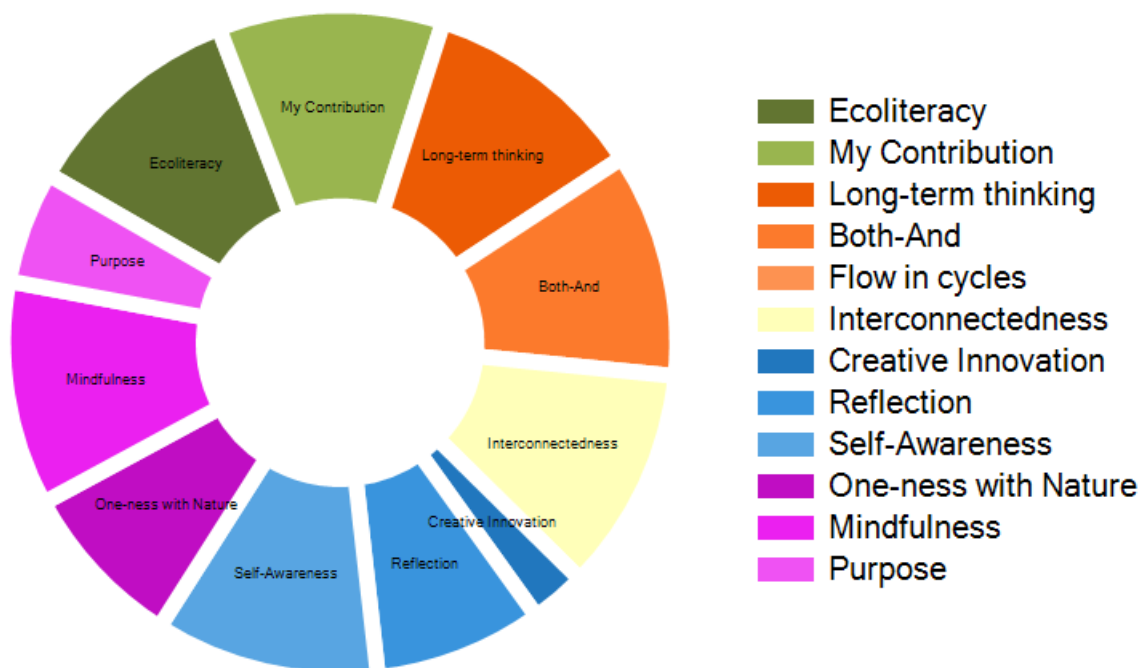 My Contribution
Long-term thinking
Ecoliteracy
Purpose
Both-And
Mindfulness
Interconnectedness
One-ness with Nature
Creative Innovation
Reflection
Self-Awareness
Ecoliteracy
My Contribution
Long-term thinking
Both-And
Flow in cycles
Interconnectedness
Creative Innovation
Reflection
Self-Awareness
One-ness with Nature
Mindfulness
Purpose